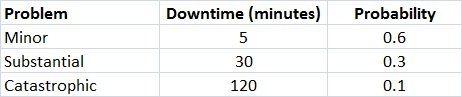 Problem Downtime (minutes) Probability
Minor 5 0.6
Substantial 30 0.3
Catastrophic 120 0.1